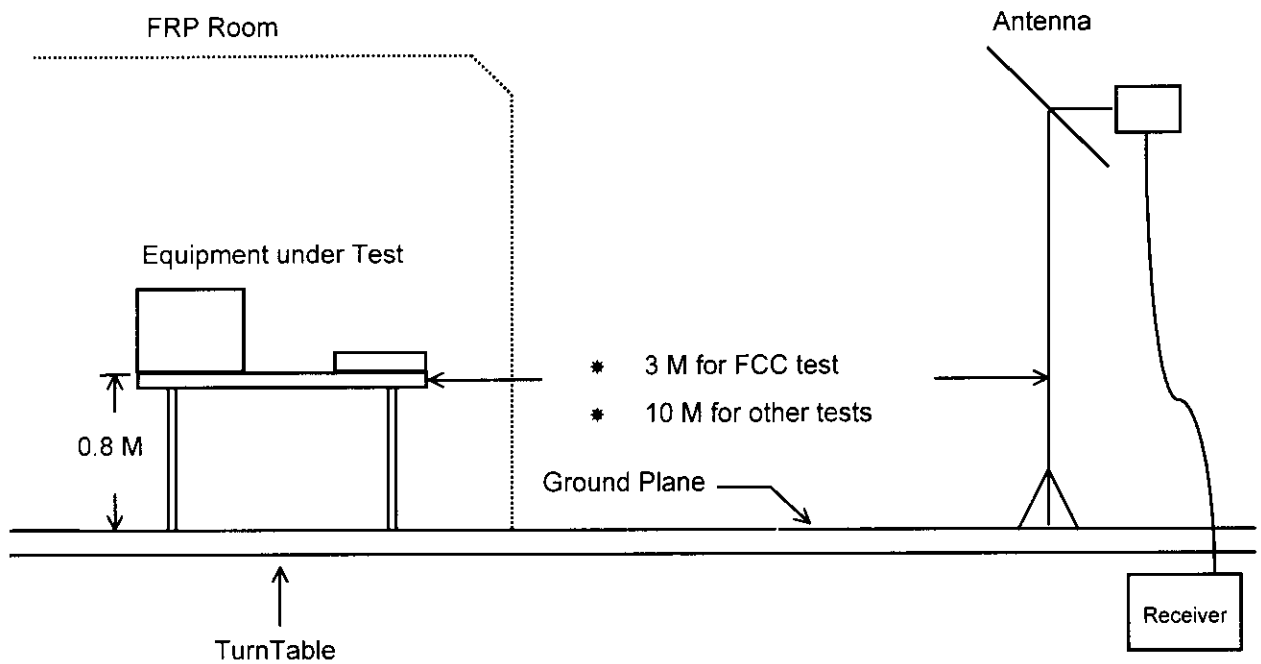 FRP Room
Antenna
Equipment under Test
* 3 M for FCC test
* 10 M for other tests
0.8 M
Ground Plane
Receiver
TurnTable